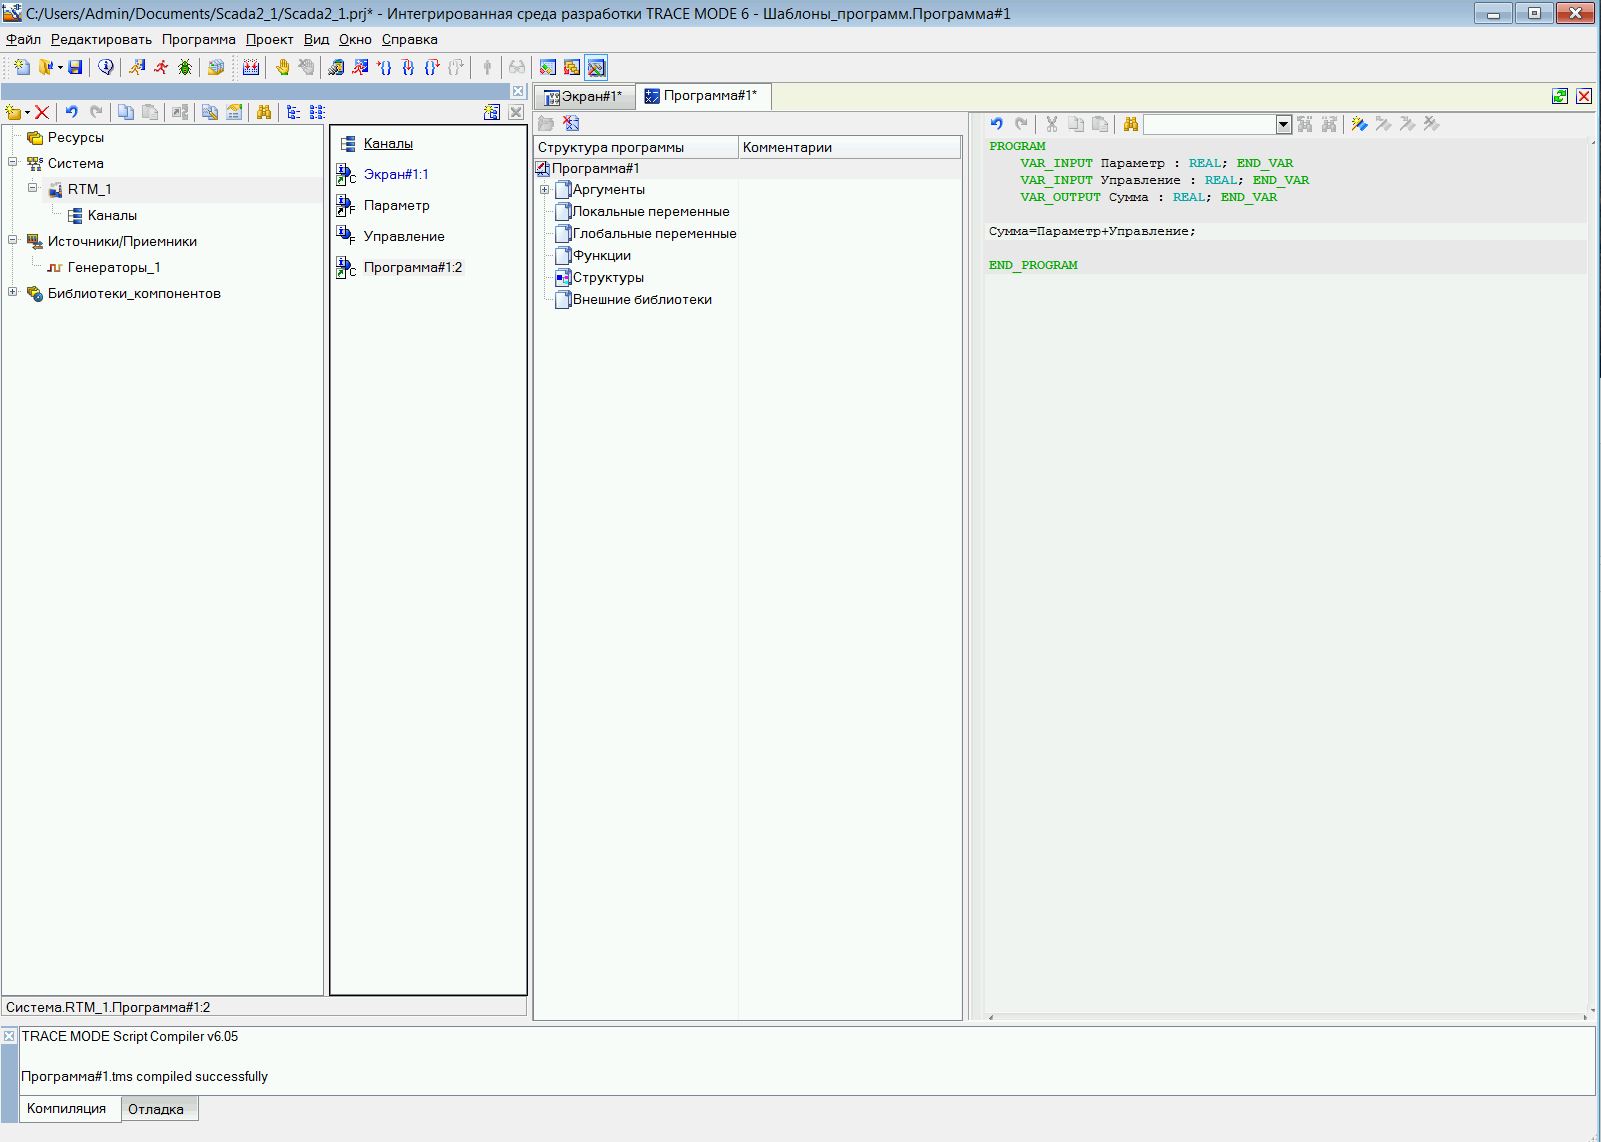 C:/Users/Admin/Documents/Scada2_1/Scada2_1.prj* - Интегрированная среда разработки TRACE MODE 6 - Шаблоны_программ.Программа#1
Файл Редактировать Программа Проект Вид Окно Справка
Экран#1* Программа#1*
Ресурсы
Система
RTM_1
Каналы
Источники/Приемники
Генераторы_1
Библиотеки_компонентов
Каналы
Экран#1:1
Параметр
Управление
Программа#1:2
Структура программы Комментарии
Программа#1
Аргументы
Локальные переменные
Глобальные переменные
Функции
Структуры
Внешние библиотеки
PROGRAM
VAR_INPUT Параметр : REAL; END_VAR
VAR_INPUT Управление : REAL; END_VAR
VAR_OUTPUT Сумма : REAL; END_VAR
Сумма=Параметр+Управление;
END_PROGRAM
Система.RTM_1.Программа#1:2
TRACE MODE Script Compiler v6.05
Программа#1.tms compiled successfully
Компиляция Отладка